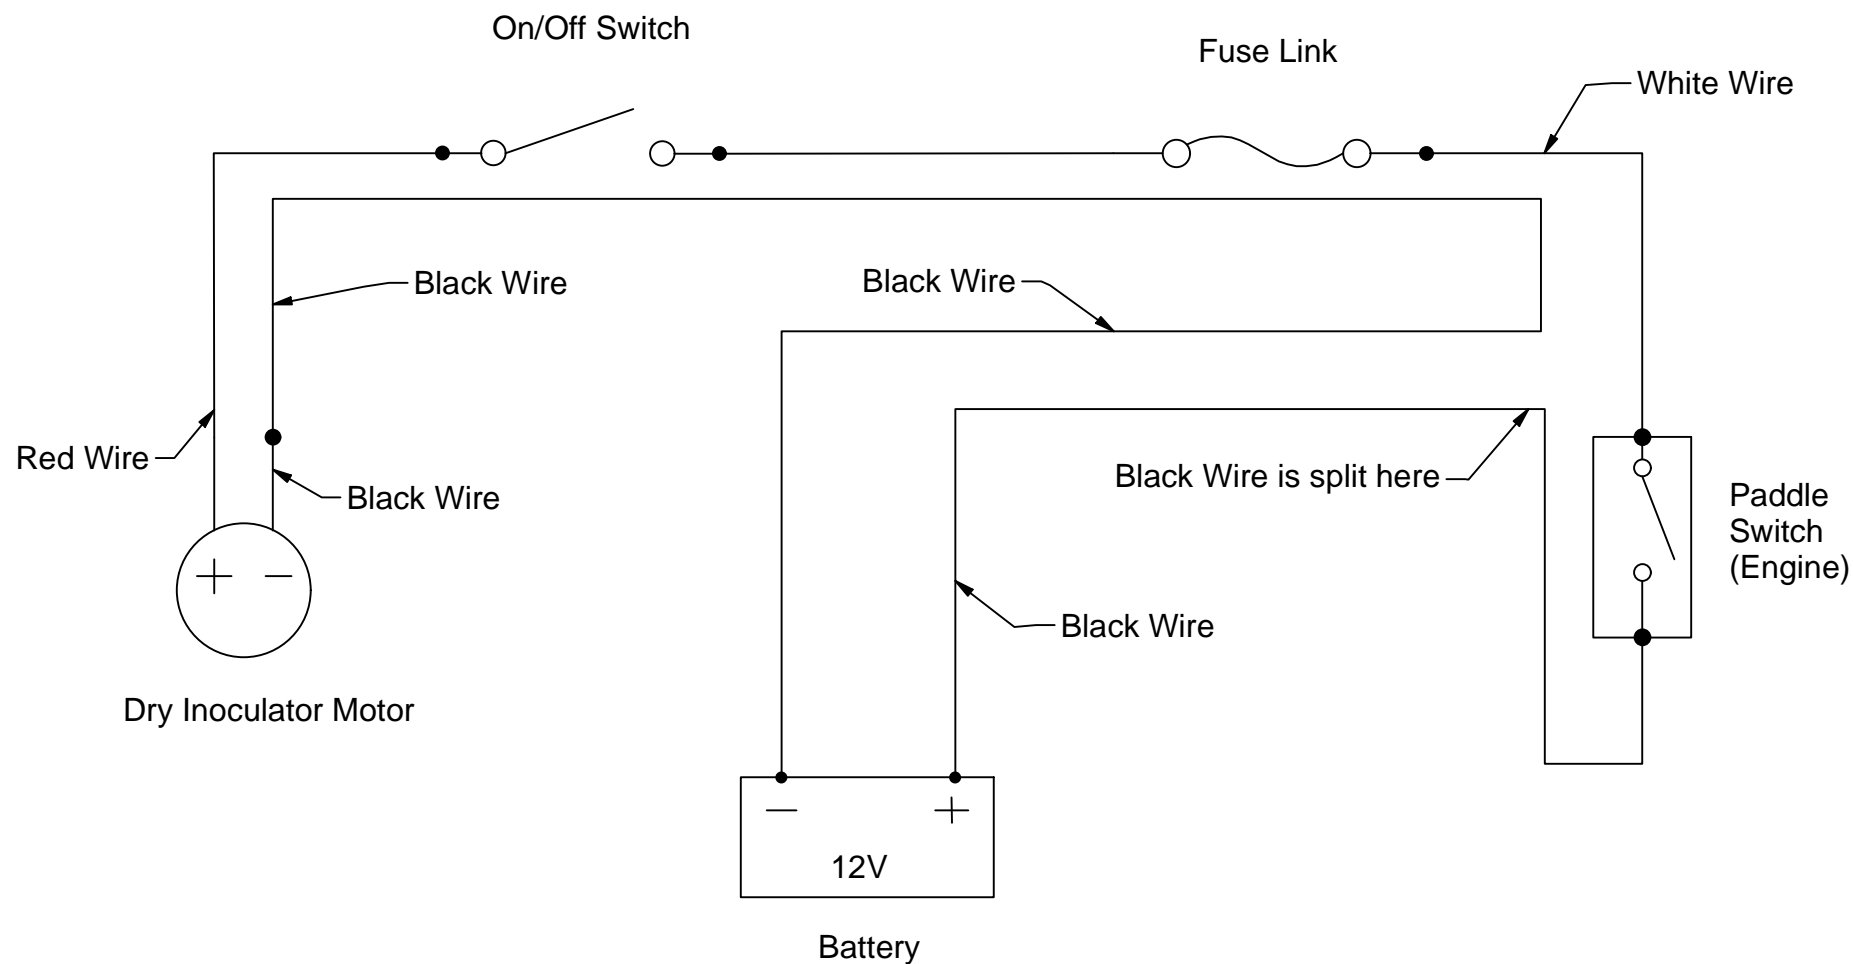 On/Off Switch
Fuse Link
White Wire
Black Wire
Black Wire
Red Wire
Black Wire
Black Wire is split here
Paddle
Switch
(Engine)
Black Wire
Dry Inoculator Motor
+ −
− +
12V
Battery